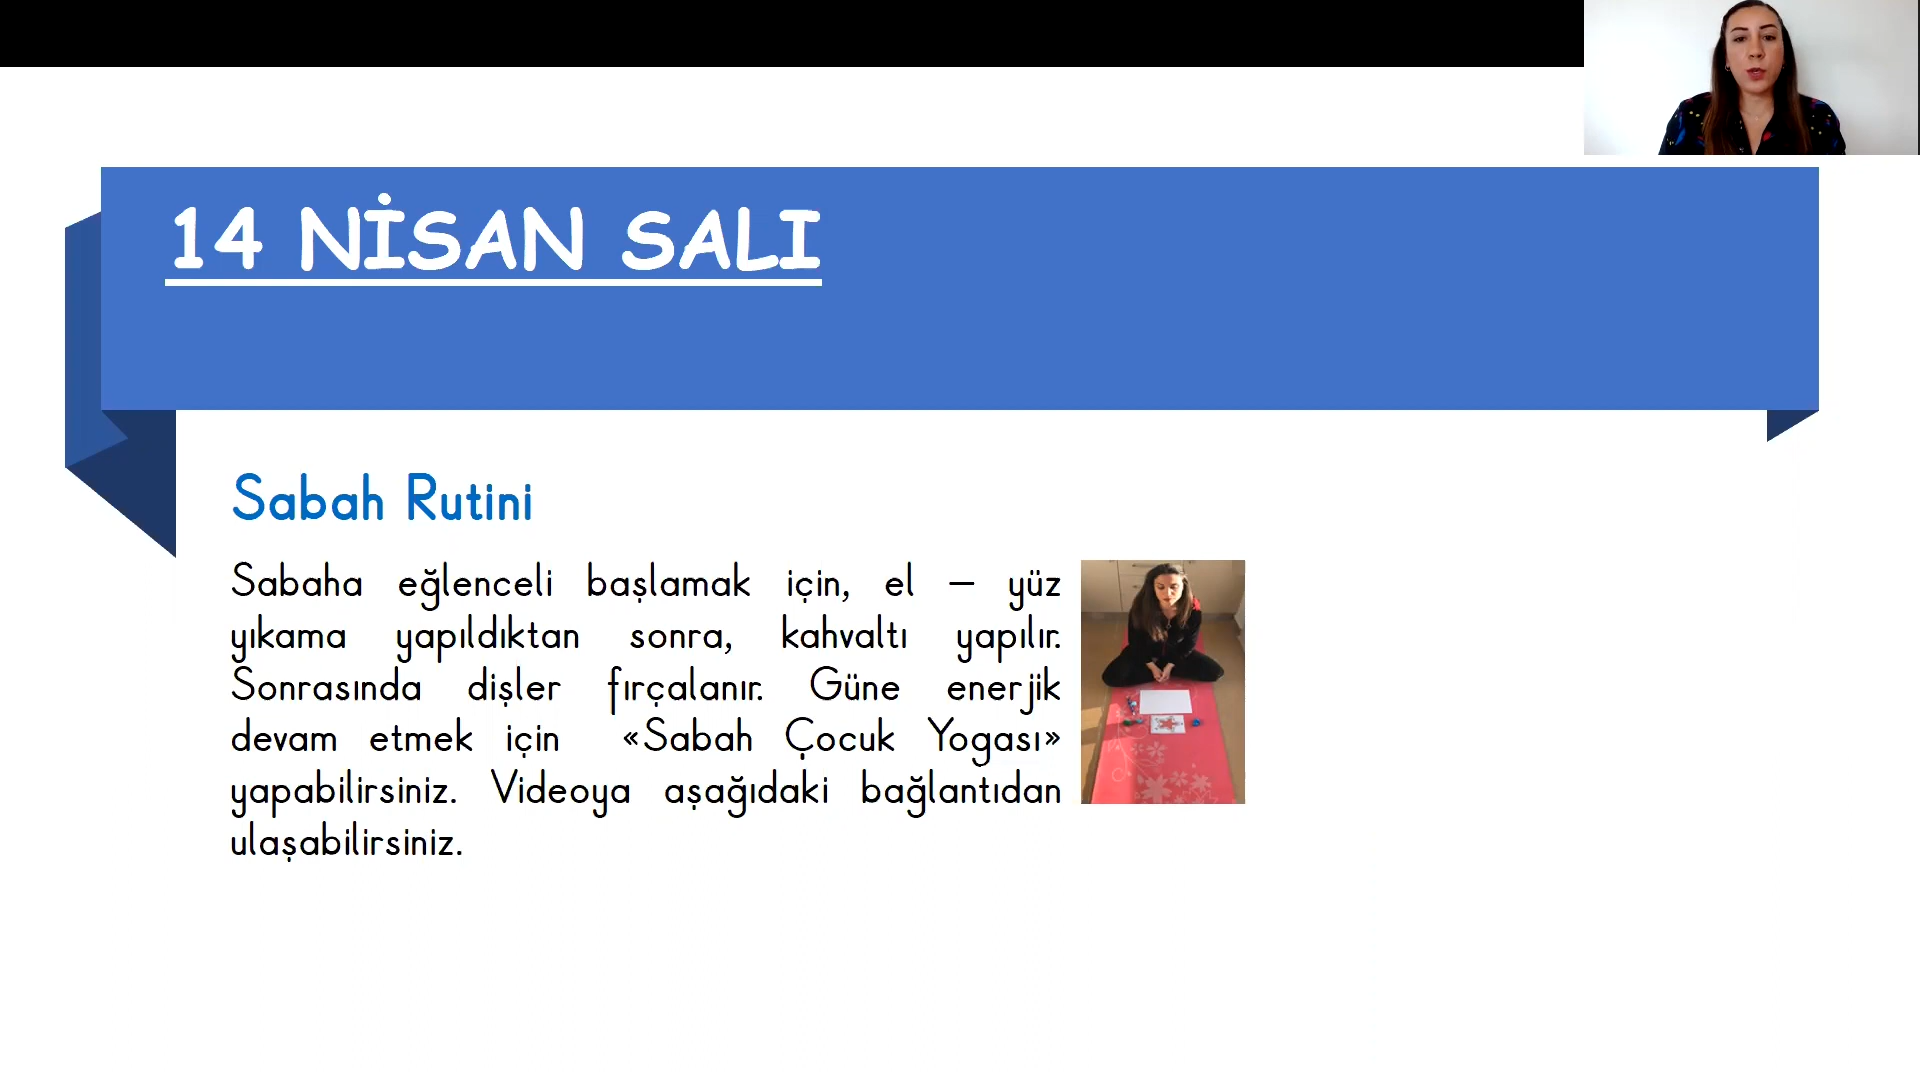 14 NİSAN SALI
Sabah Rutini
Sabaha eğlenceli başlamak için, el – yüz
yıkama yapıldıktan sonra, kahvaltı yapılır.
Sonrasında dişler fırçalanır. Güne enerjik
devam etmek için «Sabah Çocuk Yogası»
yapabilirsiniz. Videoya aşağıdaki bağlantıdan
ulaşabilirsiniz.